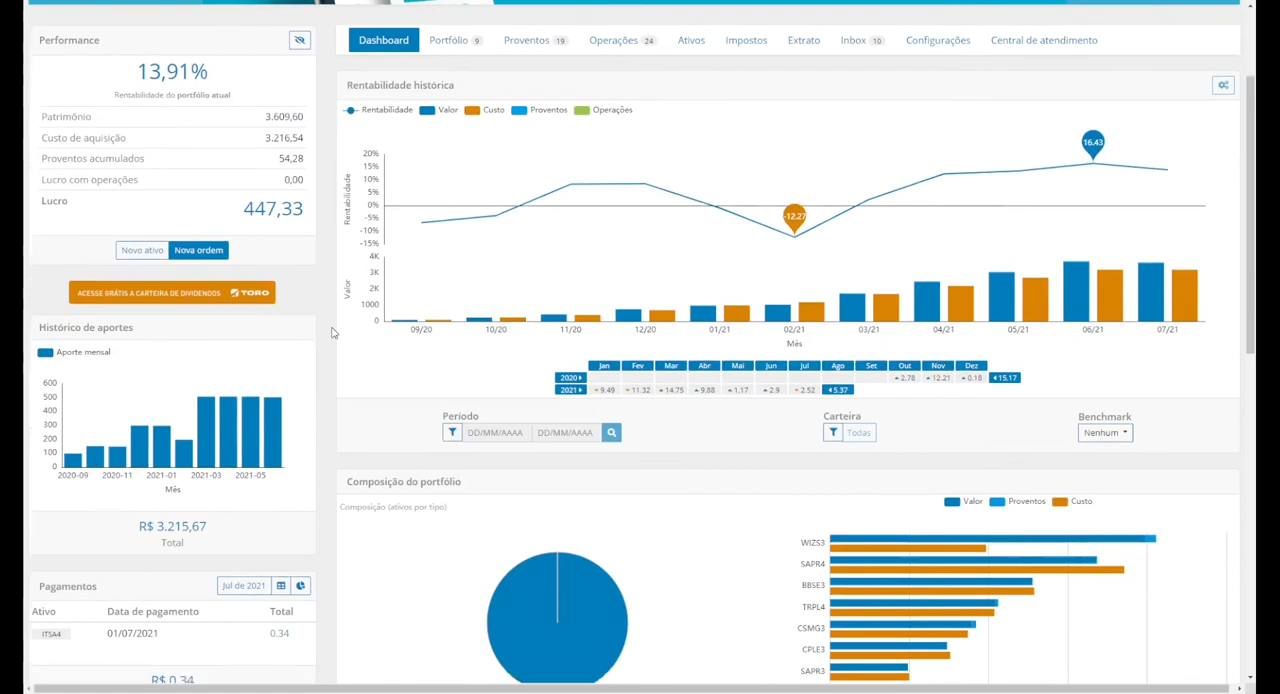 Performance
13,91%
Rentabilidade do portfólio atual
Patrimônio 3.609,60
Custo de aquisição 3.216,54
Proventos acumulados 54,28
Lucro com operações 0,00
Lucro 447,33
Novo ativo Nova ordem
ACESSE GRÁTIS A CARTEIRA DE DIVIDENDOS TORO
Histórico de aportes
Aporte mensal
600
500
400
300
200
100
0
2020-09 2020-11 2021-01 2021-03 2021-05
Mês
R$ 3.215,67
Total
Pagamentos Jul de 2021
Ativo Data de pagamento Total
ITSA4 01/07/2021 0.34
R$ 0.34
Dashboard Portfólio 9 Proventos 19 Operações 24 Ativos Impostos Extrato Inbox 10 Configurações Central de atendimento
Rentabilidade histórica
Rentabilidade Valor Custo Proventos Operações
Rentabilidade
20%
15%
10%
5%
0%
-5%
-10%
-15%
16.43
-12.27
Valor
4K
3K
2K
1000
0
09/20 10/20 11/20 12/20 01/21 02/21 03/21 04/21 05/21 06/21 07/21
Mês
Jan Fev Mar Abr Mai Jun Jul Ago Set Out Nov Dez
2020 2.78 12.21 0.18 15.17
2021 9.49 11.32 14.75 9.88 1.17 2.9 2.52 5.37
Período Carteira Benchmark
DD/MM/AAAA DD/MM/AAAA Todas Nenhum
Composição do portfólio
Composição (ativos por tipo)
Valor Proventos Custo
WIZS3
SAPR4
BBSE3
TRPL4
CSMG3
CPLE3
SAPR3